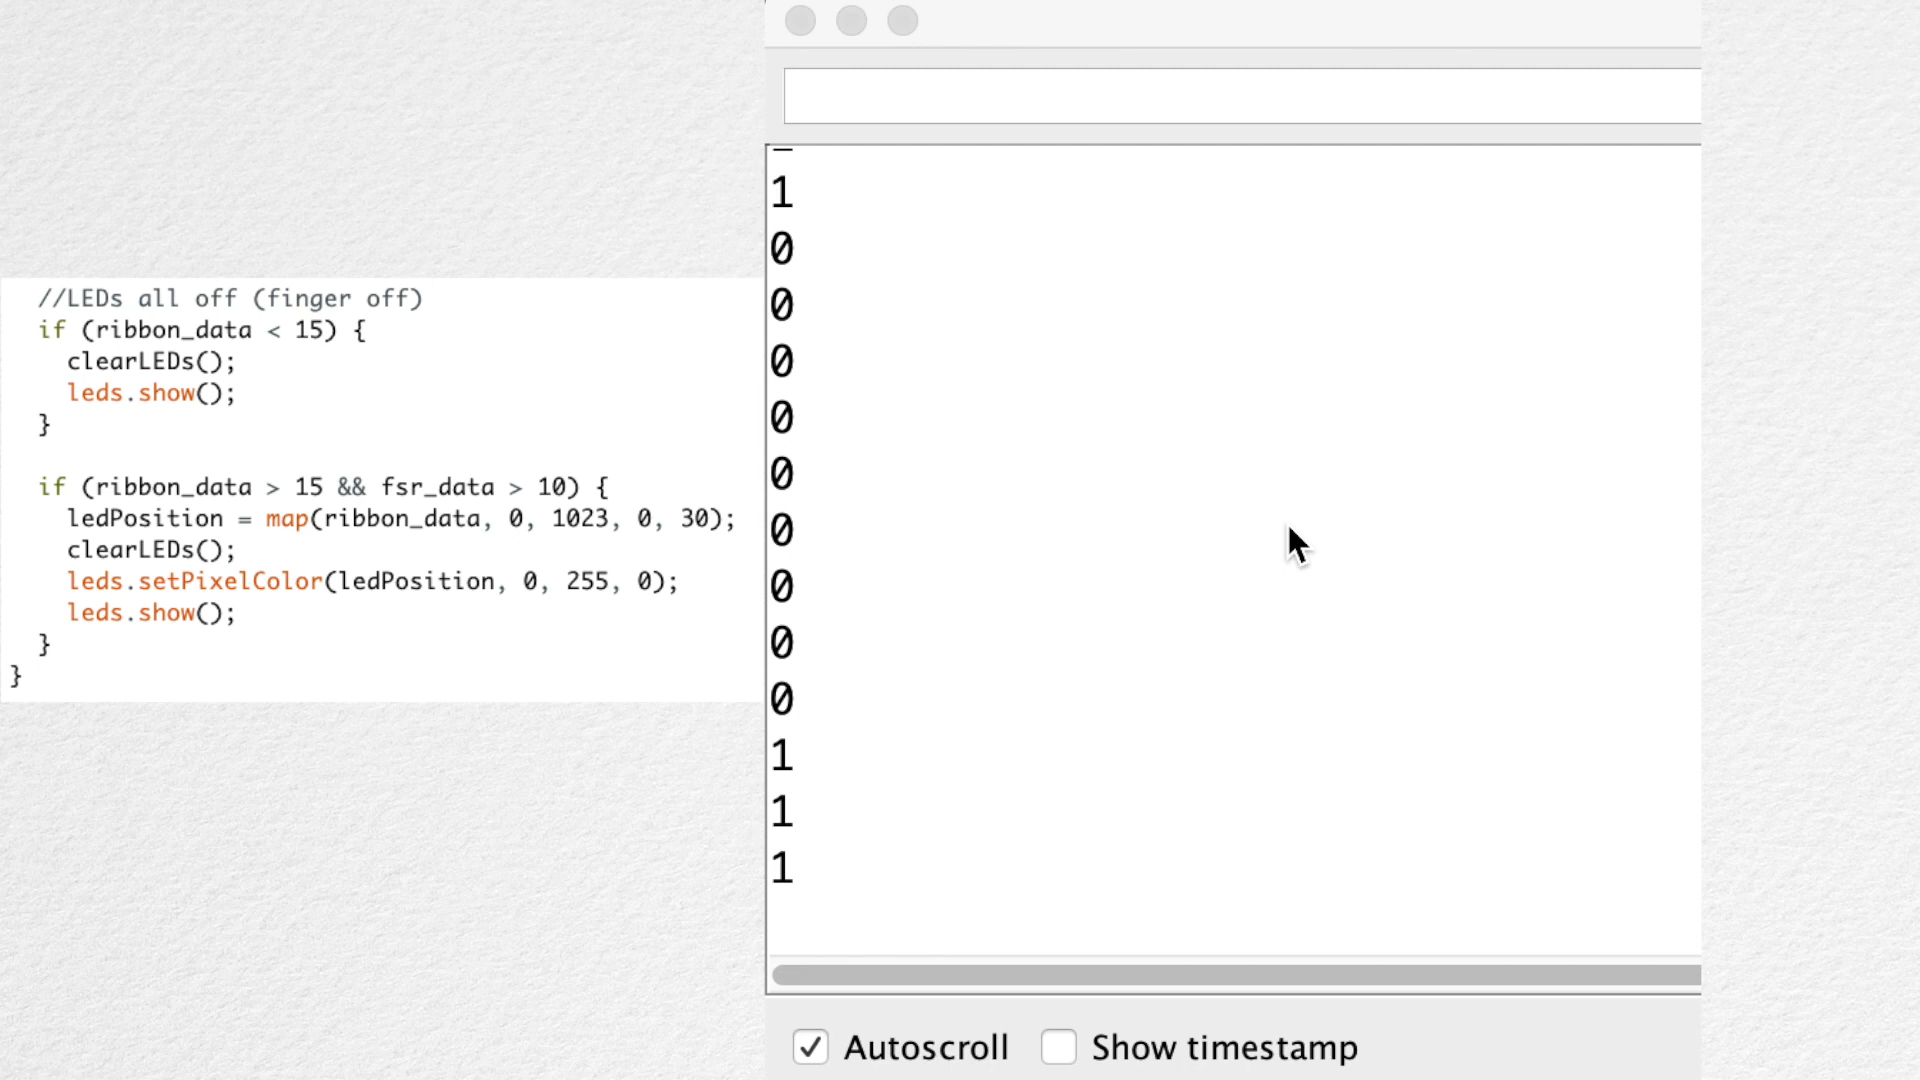 //LEDs all off (finger off)
if (ribbon_data < 15) {
clearLEDs();
leds.show();
}
if (ribbon_data > 15 && fsr_data > 10) {
ledPosition = map(ribbon_data, 0, 1023, 0, 30);
clearLEDs();
leds.setPixelColor(ledPosition, 0, 255, 0);
leds.show();
}
}
1
0
0
0
0
0
0
0
0
0
1
1
1
Autoscroll
Show timestamp